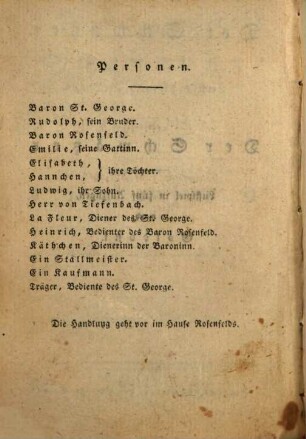 Personen.
Baron St. George.
Rudolph, sein Bruder.
Baron Rosenfeld.
Emilie, seine Gattinn.
Elisabeth,
Hannchen, } ihre Töchter.
Ludwig, ihr Sohn.
Herr von Tiefenbach.
La Fleur, Diener des St. George.
Heinrich, Bedienter des Baron Rosenfeld.
Käthchen, Dienerinn der Baroninn.
Ein Stallmeister.
Ein Kaufmann.
Träger, Bediente des St. George.
Die Handlung geht vor im Hause Rosenfelds.